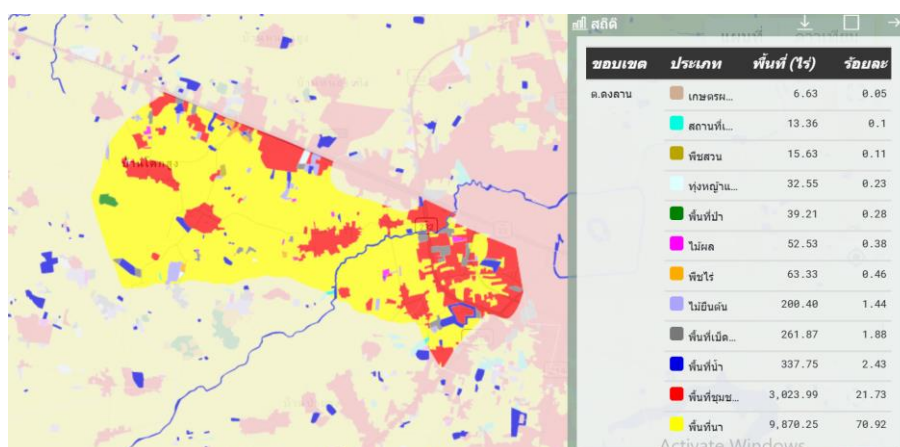 สถิติ
ขอบเขต ประเภท พื้นที่ (ไร่) ร้อยละ
ต.ดงลาน เกษตรผ... 6.63 0.05
สถานที่เ... 13.36 0.1
พืชสวน 15.63 0.11
ทุ่งหญ้าแ... 32.55 0.23
พื้นที่ป่า 39.21 0.28
ไม้ผล 52.53 0.38
พืชไร่ 63.33 0.46
ไม้ยืนต้น 200.40 1.44
พื้นที่เบ็ด... 261.87 1.88
พื้นที่น้ำ 337.75 2.43
พื้นที่ชุมช... 3,023.99 21.73
พื้นที่นา 9,870.25 70.92
Activate Windows